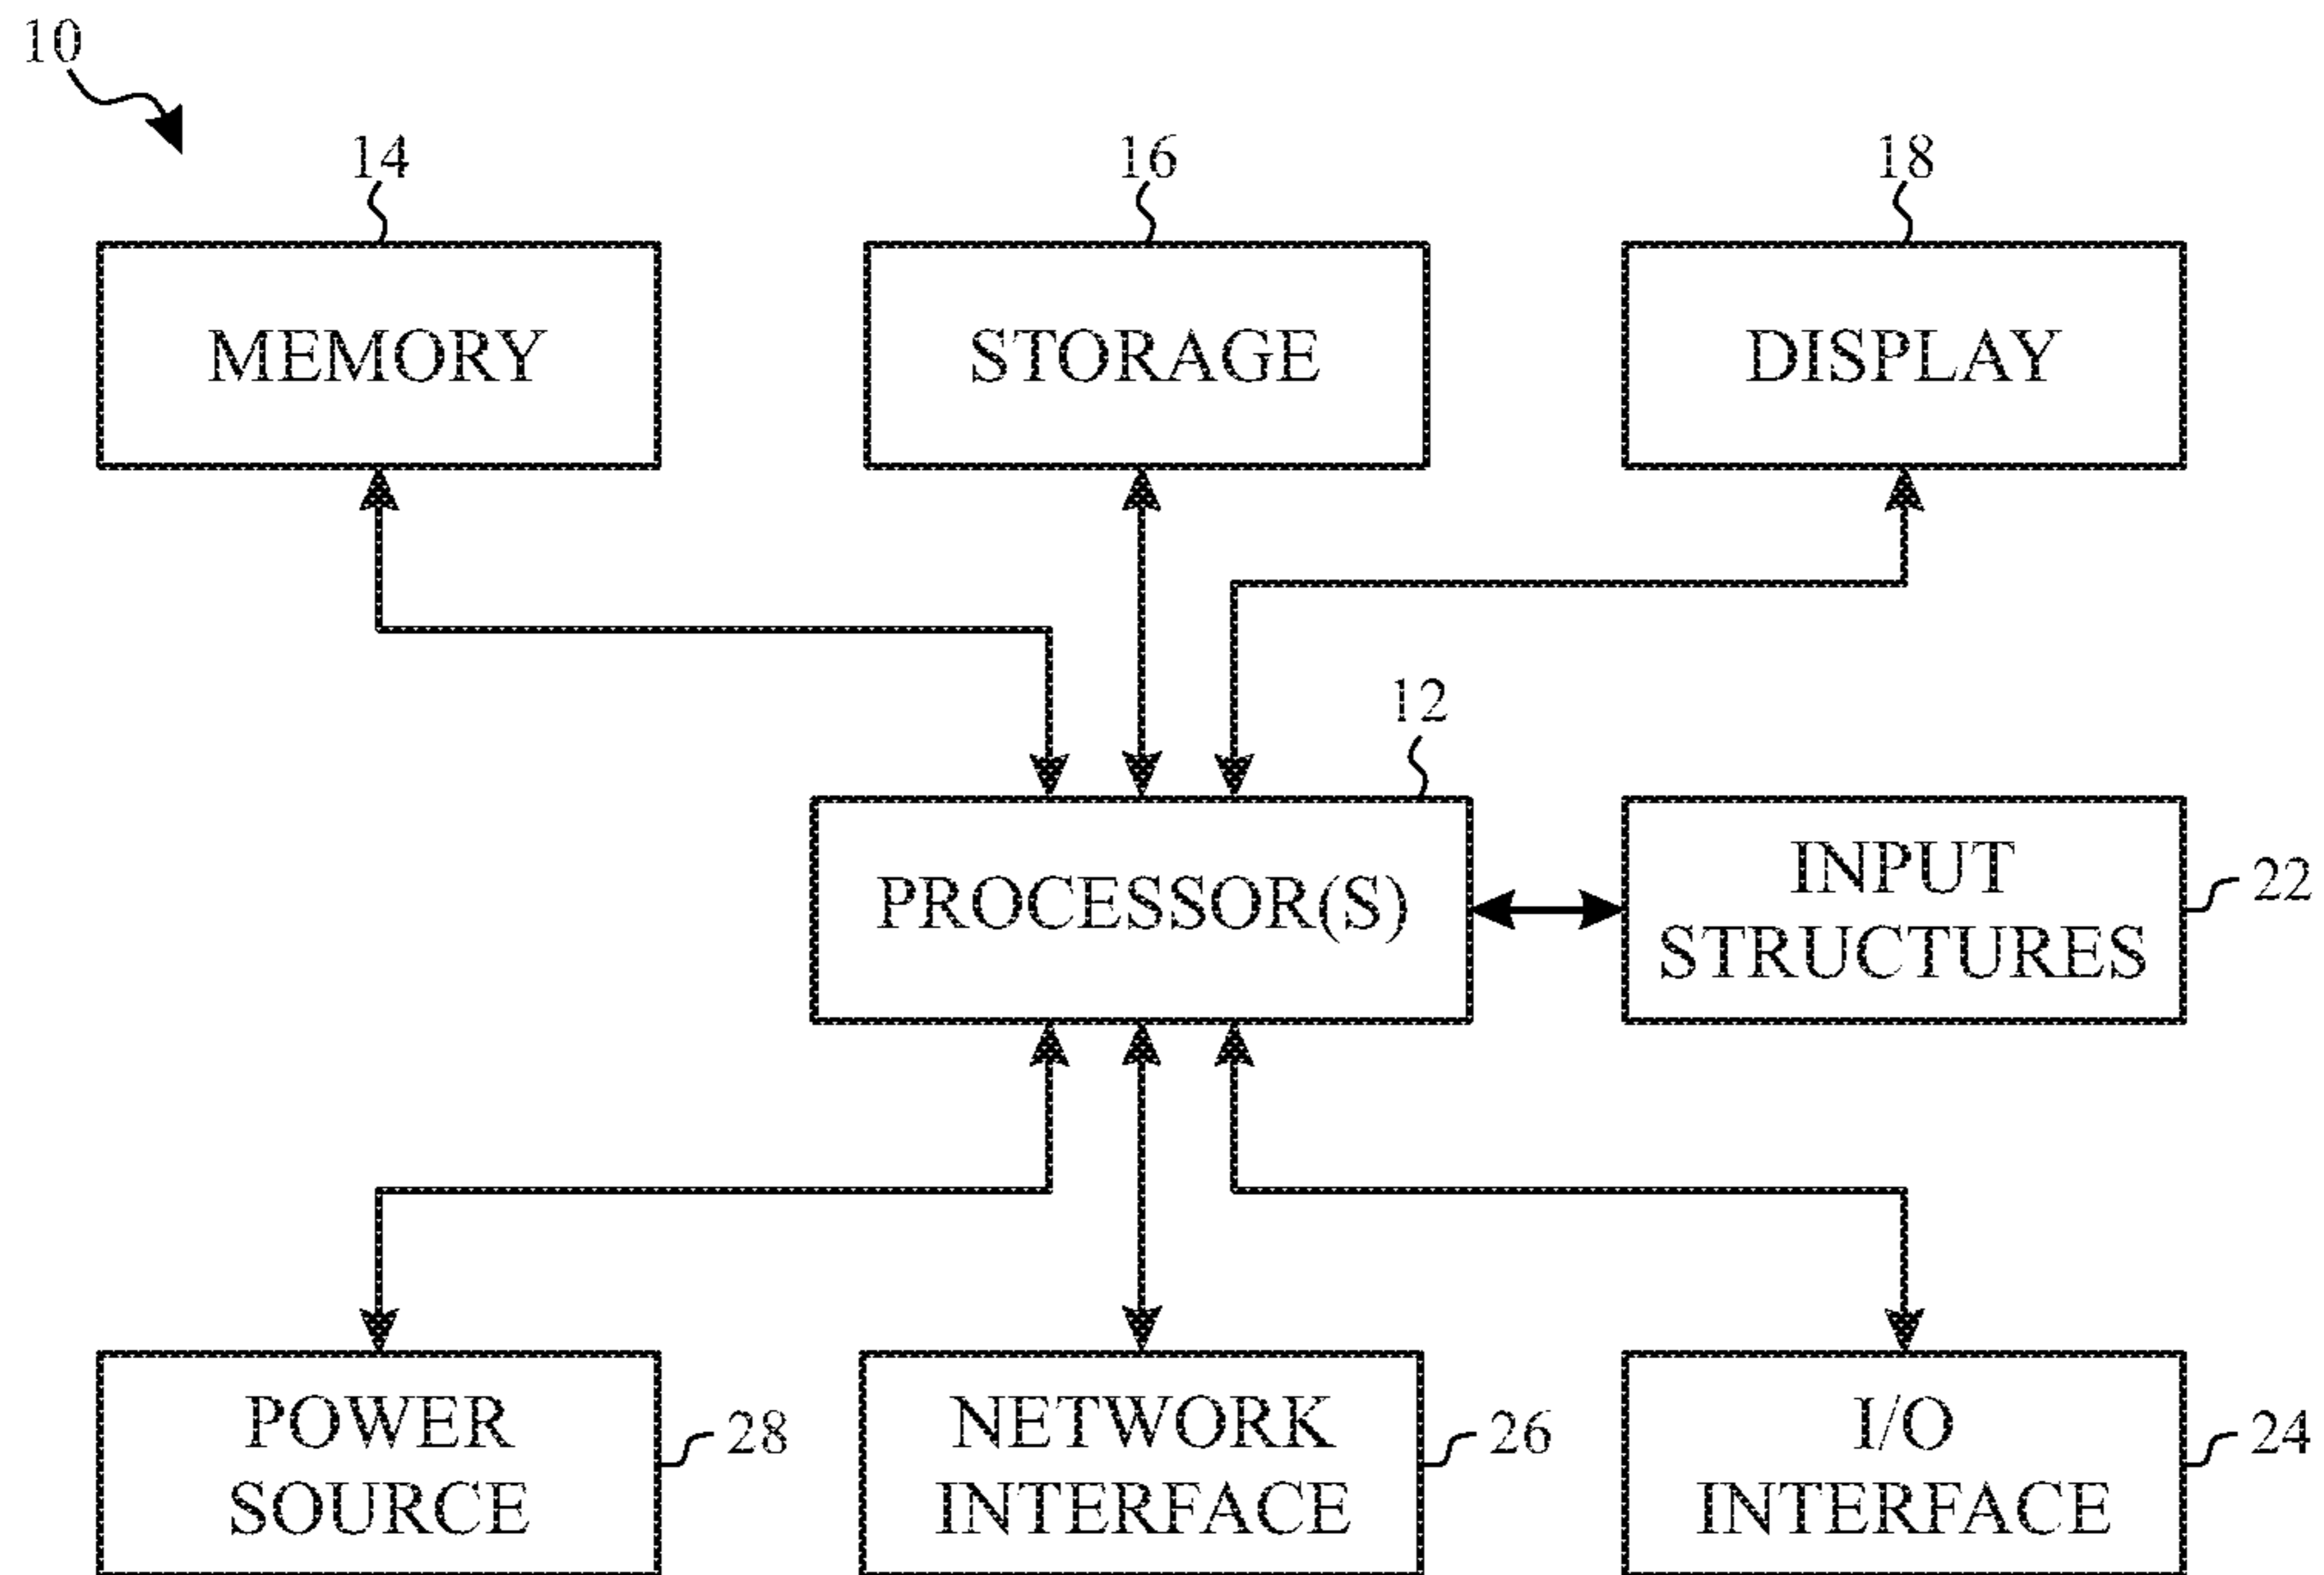 10
14
16
18
MEMORY
STORAGE
DISPLAY
12
PROCESSOR(S)
INPUT
STRUCTURES
22
POWER
SOURCE
28
NETWORK
INTERFACE
26
I/O
INTERFACE
24